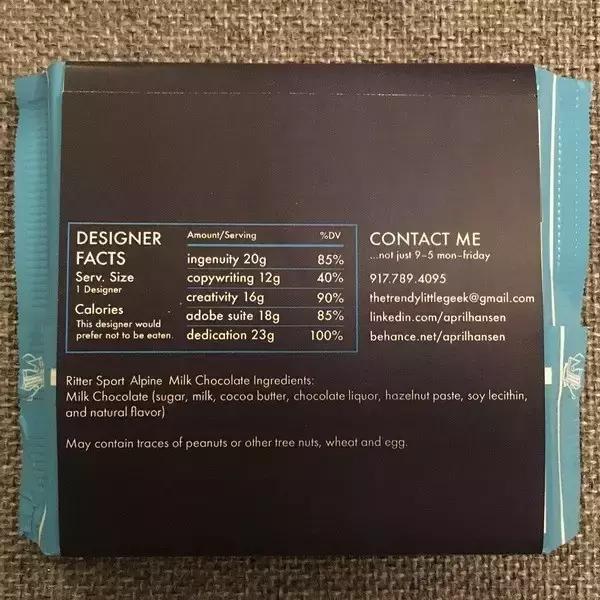 DESIGNER
FACTS
Serv. Size
1 Designer
Calories
This designer would
prefer not to be eaten.
Amount/Serving %DV
ingenuity 20g 85%
copywriting 12g 40%
creativity 16g 90%
adobe suite 18g 85%
dedication 23g 100%
CONTACT ME
...not just 9-5 mon-friday
917.789.4095
thetrendylittlegeek@gmail.com
linkedin.com/aprilhansen
behance.net/aprilhansen
Ritter Sport Alpine Milk Chocolate Ingredients:
Milk Chocolate (sugar, milk, cocoa butter, chocolate liquor, hazelnut paste, soy lecithin,
and natural flavor)
May contain traces of peanuts or other tree nuts, wheat and egg.